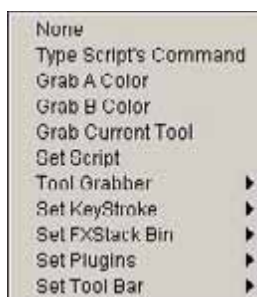 None
Type Script's Command
Grab A Color
Grab B Color
Grab Current Tool
Set Script
Tool Grabber
Set KeyStroke
Set FXStack Bin
Set Plugins
Set Tool Bar